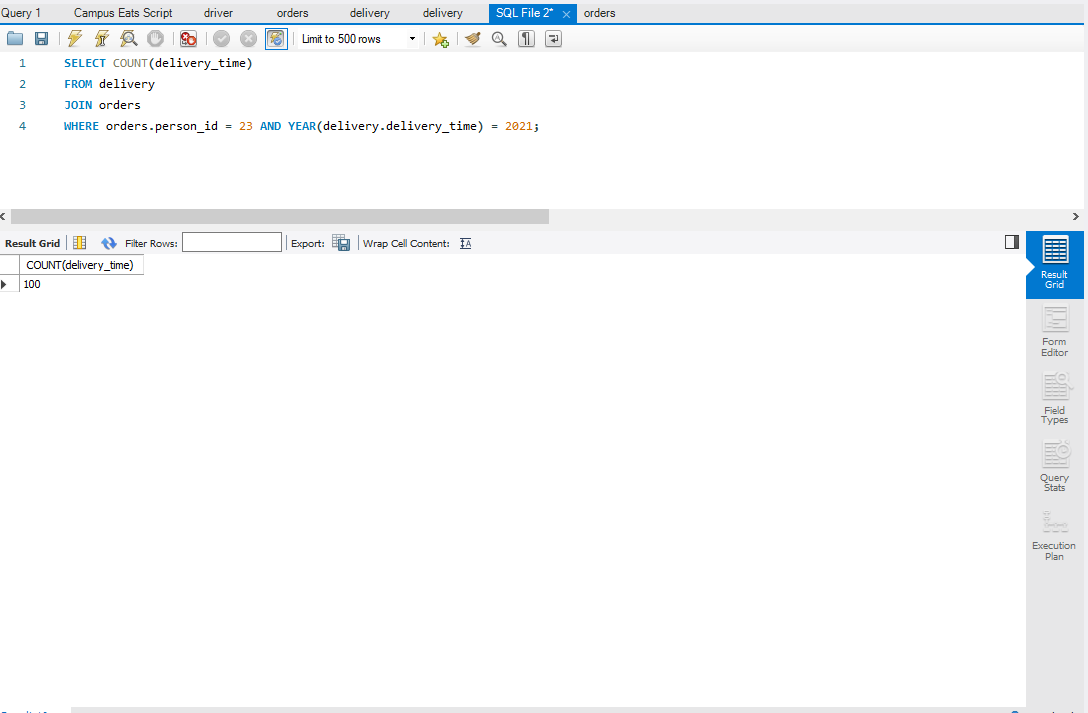 Query 1 Campus Eats Script driver orders delivery delivery SQL File 2* × orders
Limit to 500 rows
1 SELECT COUNT(delivery_time)
2 FROM delivery
3 JOIN orders
4 WHERE orders.person_id = 23 AND YEAR(delivery.delivery_time) = 2021;
Result Grid Filter Rows: Export: Wrap Cell Content: IA
COUNT(delivery_time)
100
Result
Grid
Form
Editor
Field
Types
Query
Stats
Execution
Plan